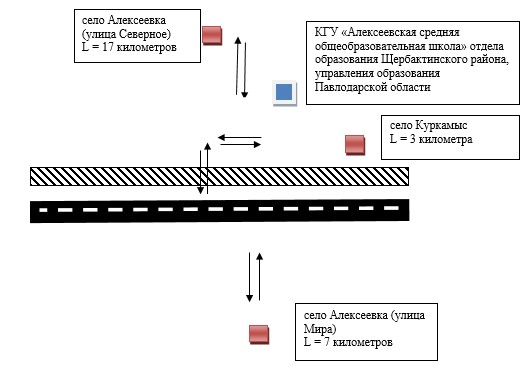 село Алексеевка
(улица Северное)
L = 17 километров
КГУ «Алексеевская средняя
общеобразовательная школа» отдела
образования Щербактинского района,
управления образования
Павлодарской области
село Куркамыс
L = 3 километра
село Алексеевка (улица
Мира)
L = 7 километров